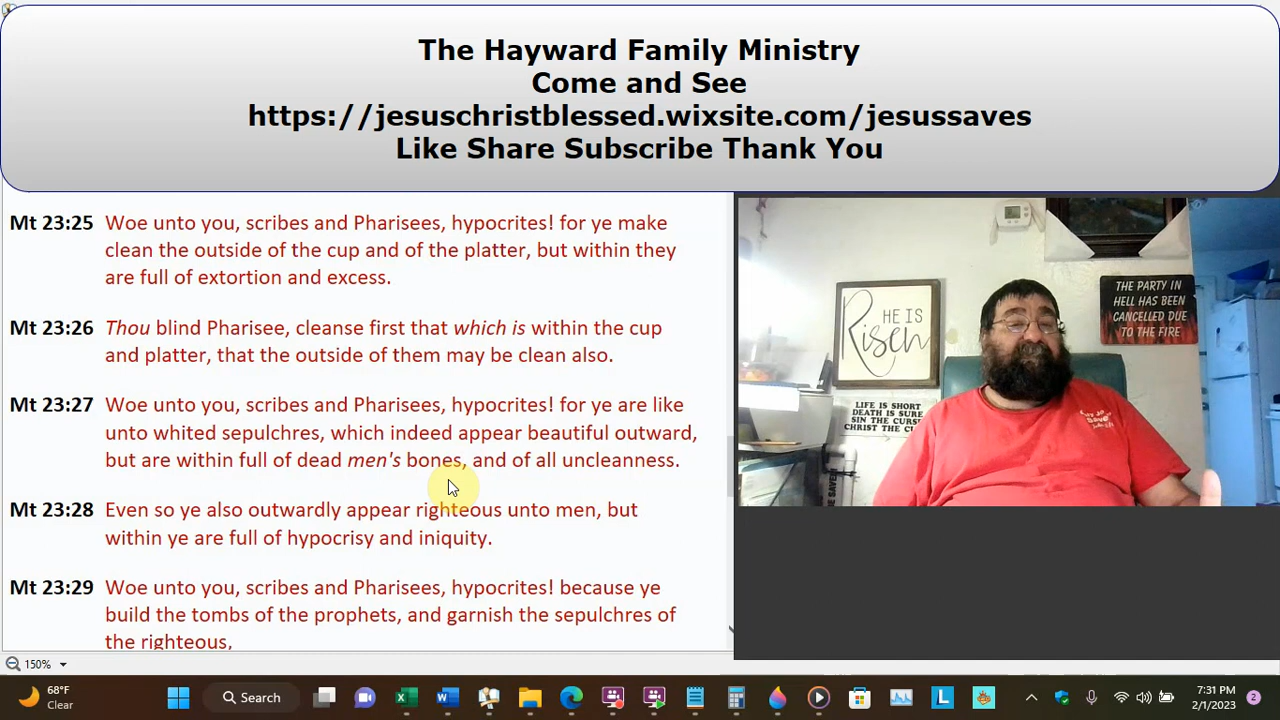 The Hayward Family Ministry
Come and See
https://jesuschristblessed.wixsite.com/jesussaves
Like Share Subscribe Thank You
Mt 23:25 Woe unto you, scribes and Pharisees, hypocrites! for ye make
clean the outside of the cup and of the platter, but within they
are full of extortion and excess.
Mt 23:26 Thou blind Pharisee, cleanse first that which is within the cup
and platter, that the outside of them may be clean also.
Mt 23:27 Woe unto you, scribes and Pharisees, hypocrites! for ye are like
unto whited sepulchres, which indeed appear beautiful outward,
but are within full of dead men's bones, and of all uncleanness.
Mt 23:28 Even so ye also outwardly appear righteous unto men, but
within ye are full of hypocrisy and iniquity.
Mt 23:29 Woe unto you, scribes and Pharisees, hypocrites! because ye
build the tombs of the prophets, and garnish the sepulchres of
the righteous,
HE IS
Risen
THE PARTY IN
HELL HAS BEEN
CANCELLED DUE
TO THE FIRE
LIFE IS SHORT
DEATH IS SURE
SIN THE CURS
CHRIST THE CU
150%
68°F
Clear
Search
7:31 PM
2/1/2023
2